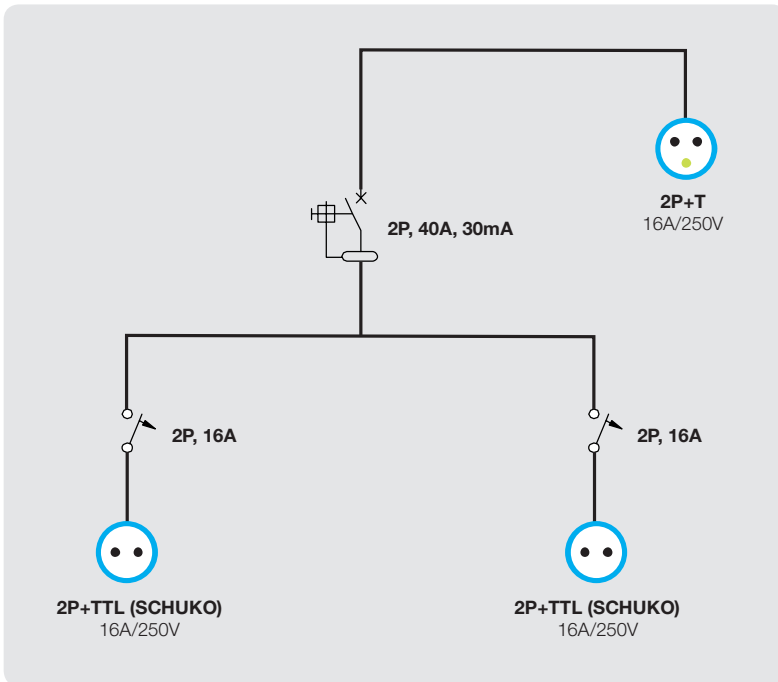 2P+T
16A/250V
2P, 40A, 30mA
2P, 16A
2P, 16A
2P+TTL (SCHUKO)
16A/250V
2P+TTL (SCHUKO)
16A/250V